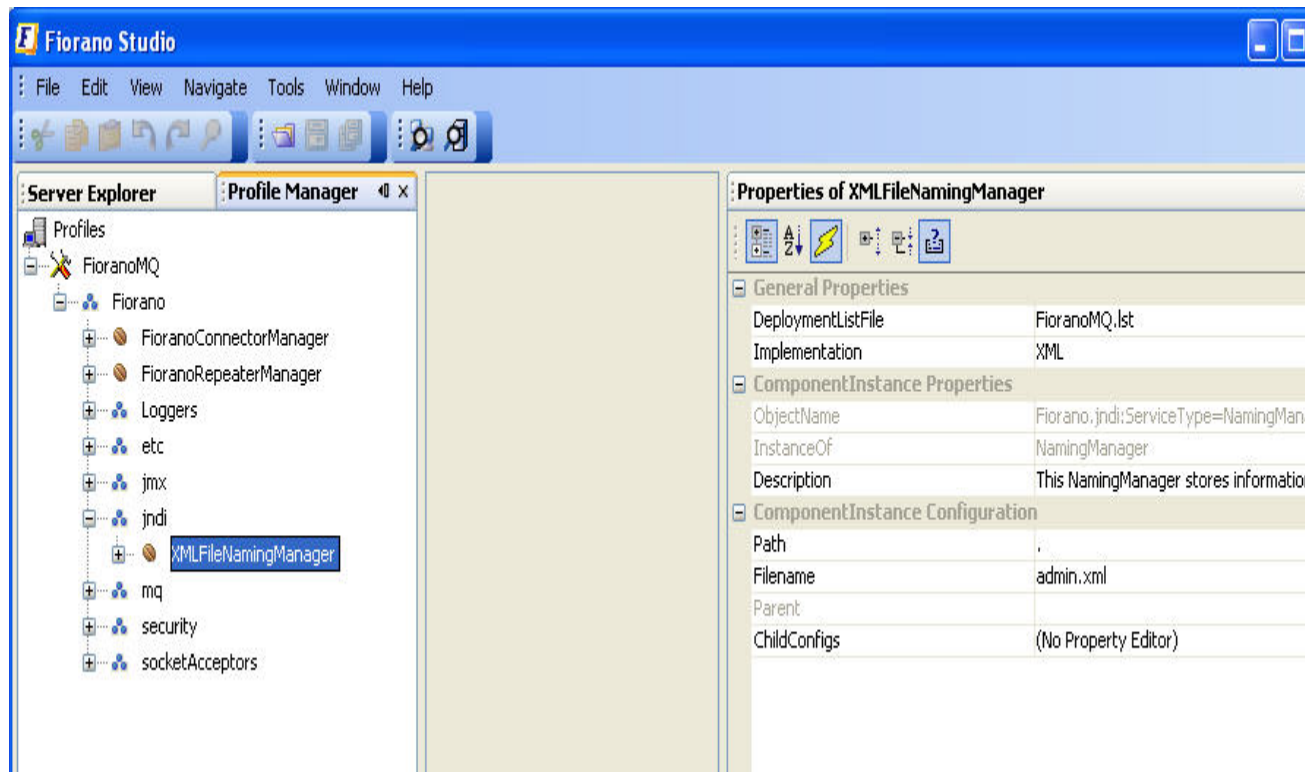 Fiorano Studio
File Edit View Navigate Tools Window Help
Server Explorer Profile Manager
Profiles
FioranoMQ
Fiorano
FioranoConnectorManager
FioranoRepeaterManager
Loggers
etc
jmx
jndi
XMLFileNamingManager
mq
security
socketAcceptors
Properties of XMLFileNamingManager
General Properties
DeploymentListFile FioranoMQ.lst
Implementation XML
ComponentInstance Properties
ObjectName Fiorano.jndi:ServiceType=NamingMan
InstanceOf NamingManager
Description This NamingManager stores informatio
ComponentInstance Configuration
Path .
Filename admin.xml
Parent
ChildConfigs (No Property Editor)